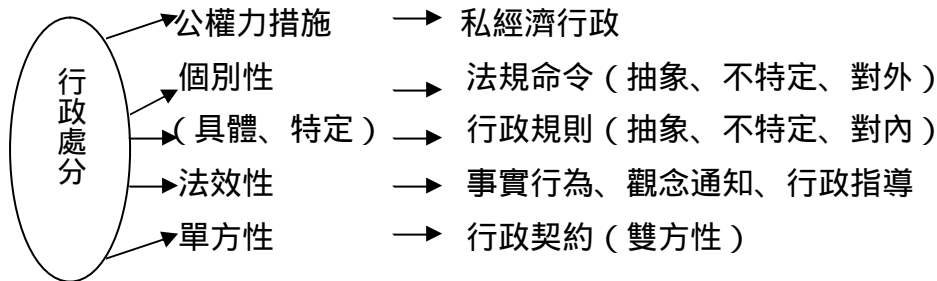 行政處分
公權力措施 私經濟行政
個別性 法規命令（抽象、不特定、對外）
（具體、特定） 行政規則（抽象、不特定、對內）
法效性 事實行為、觀念通知、行政指導
單方性 行政契約（雙方性）